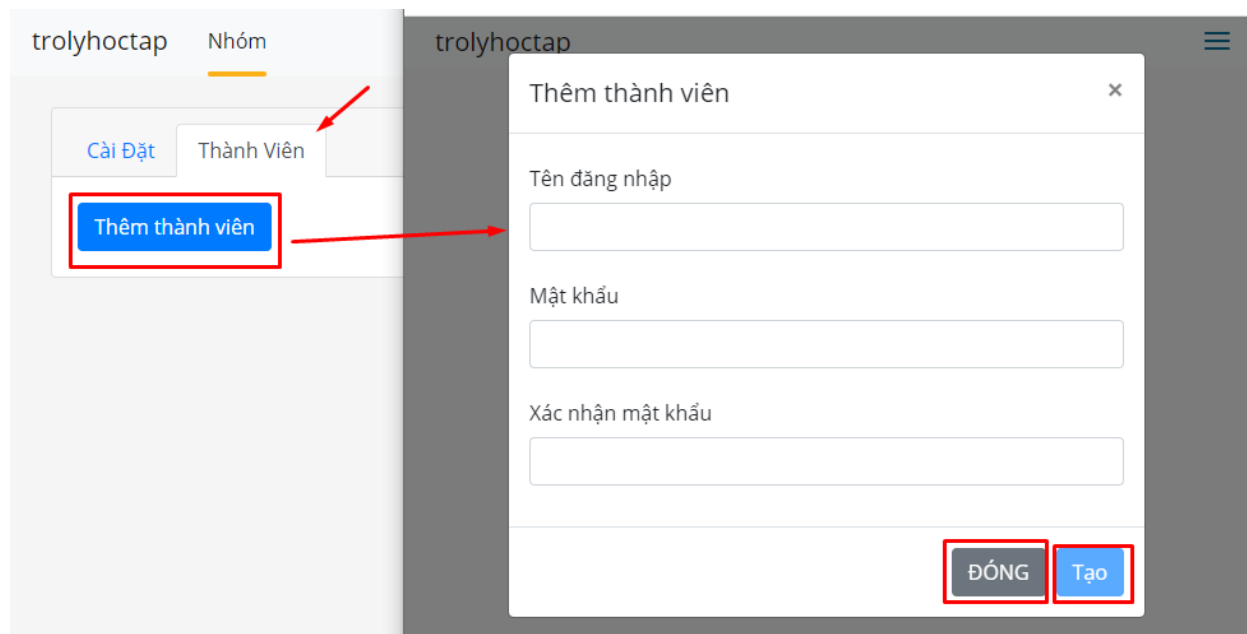 trolyhoctap Nhóm
Cài Đặt Thành Viên
Thêm thành viên
trolyhoctap
Thêm thành viên ×
Tên đăng nhập
Mật khẩu
Xác nhận mật khẩu
ĐÓNG Tạo